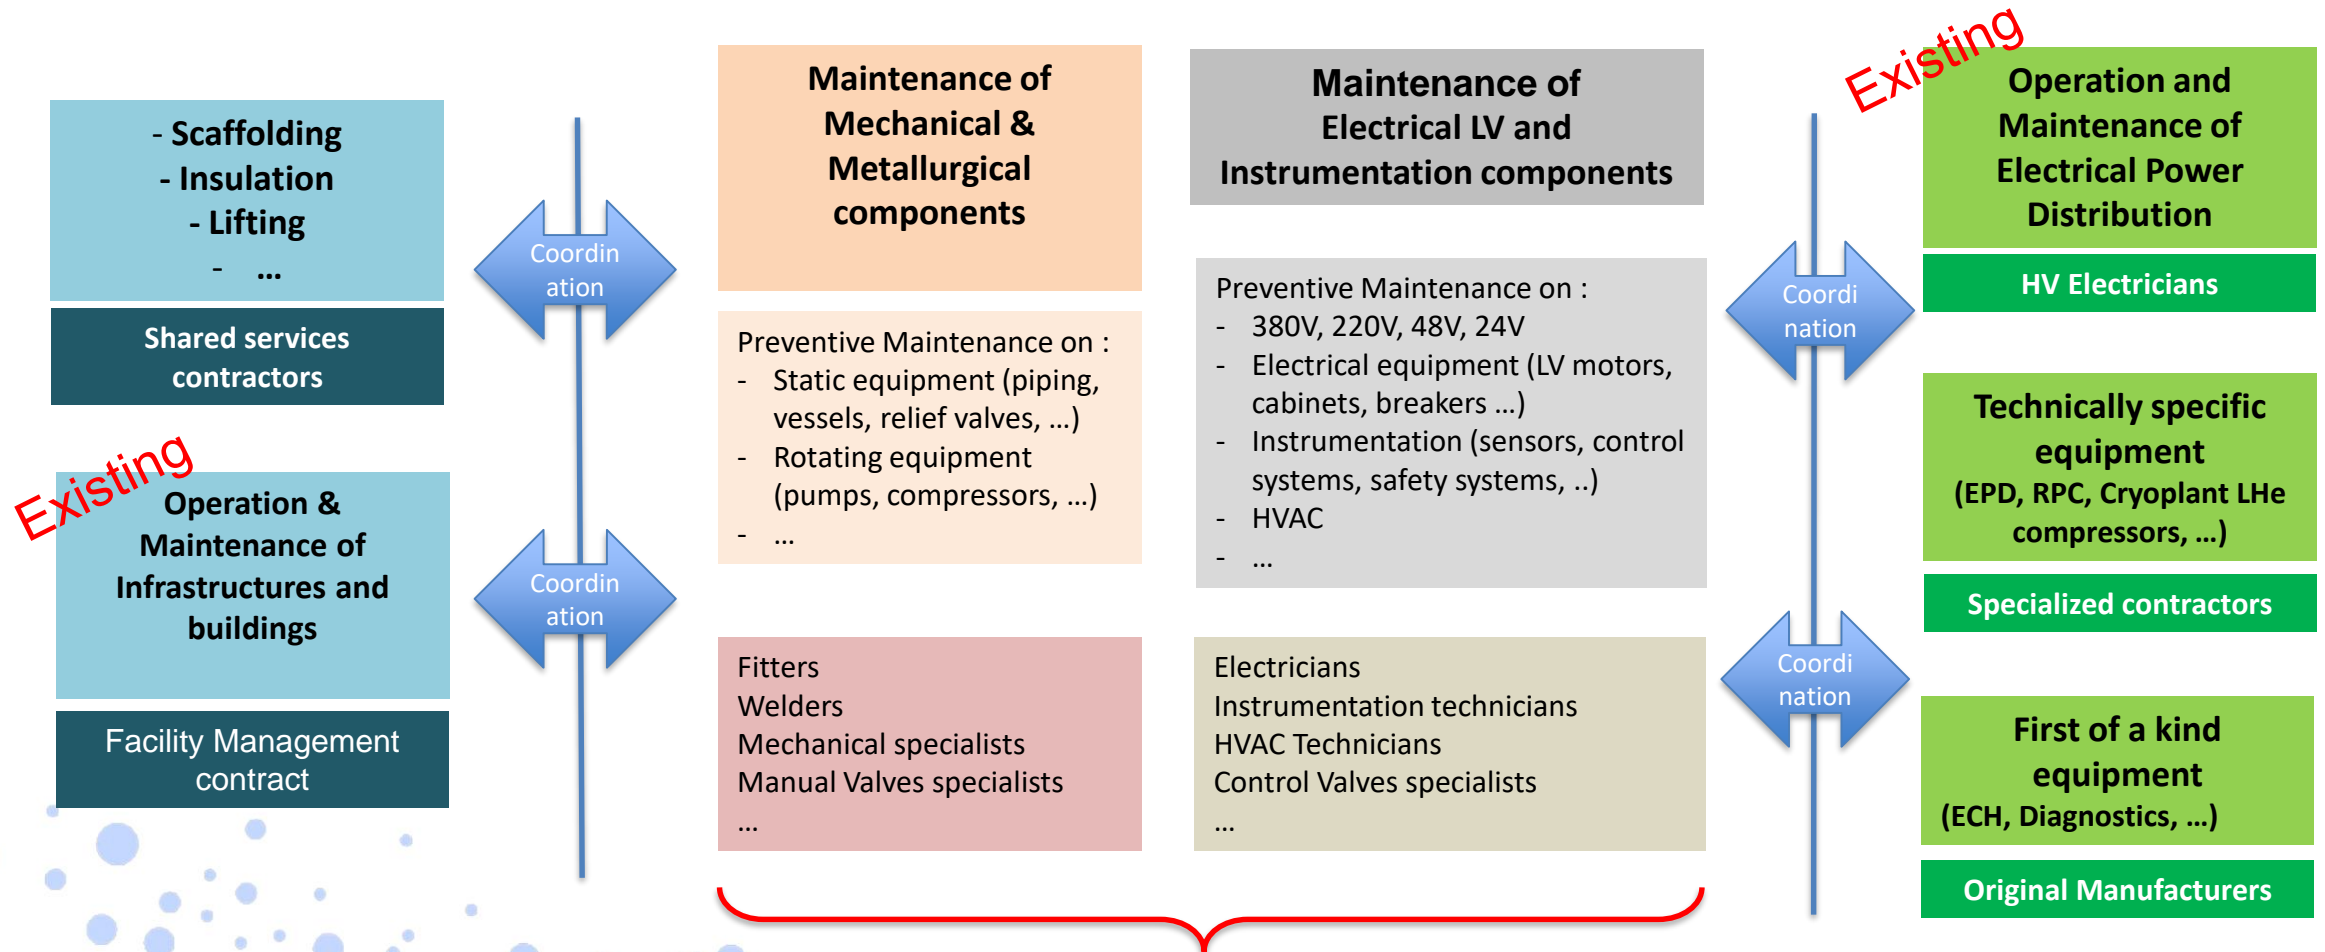 - Scaffolding
- Insulation
- Lifting
- ...
Shared services
contractors
Existing
Operation &
Maintenance of
Infrastructures and
buildings
Facility Management
contract
Coordin
ation
Coordin
ation
Maintenance of
Mechanical &
Metallurgical
components
Preventive Maintenance on :
- Static equipment (piping,
vessels, relief valves, ...)
- Rotating equipment
(pumps, compressors, ...)
- ...
Fitters
Welders
Mechanical specialists
Manual Valves specialists
...
Maintenance of
Electrical LV and
Instrumentation components
Preventive Maintenance on :
- 380V, 220V, 48V, 24V
- Electrical equipment (LV motors,
cabinets, breakers ...)
- Instrumentation (sensors, control
systems, safety systems, ..)
- HVAC
- ...
Electricians
Instrumentation technicians
HVAC Technicians
Control Valves specialists
...
Coordi
nation
Coordi
nation
Existing
Operation and
Maintenance of
Electrical Power
Distribution
HV Electricians
Technically specific
equipment
(EPD, RPC, Cryoplant LHe
compressors, ...)
Specialized contractors
First of a kind
equipment
(ECH, Diagnostics, ...)
Original Manufacturers